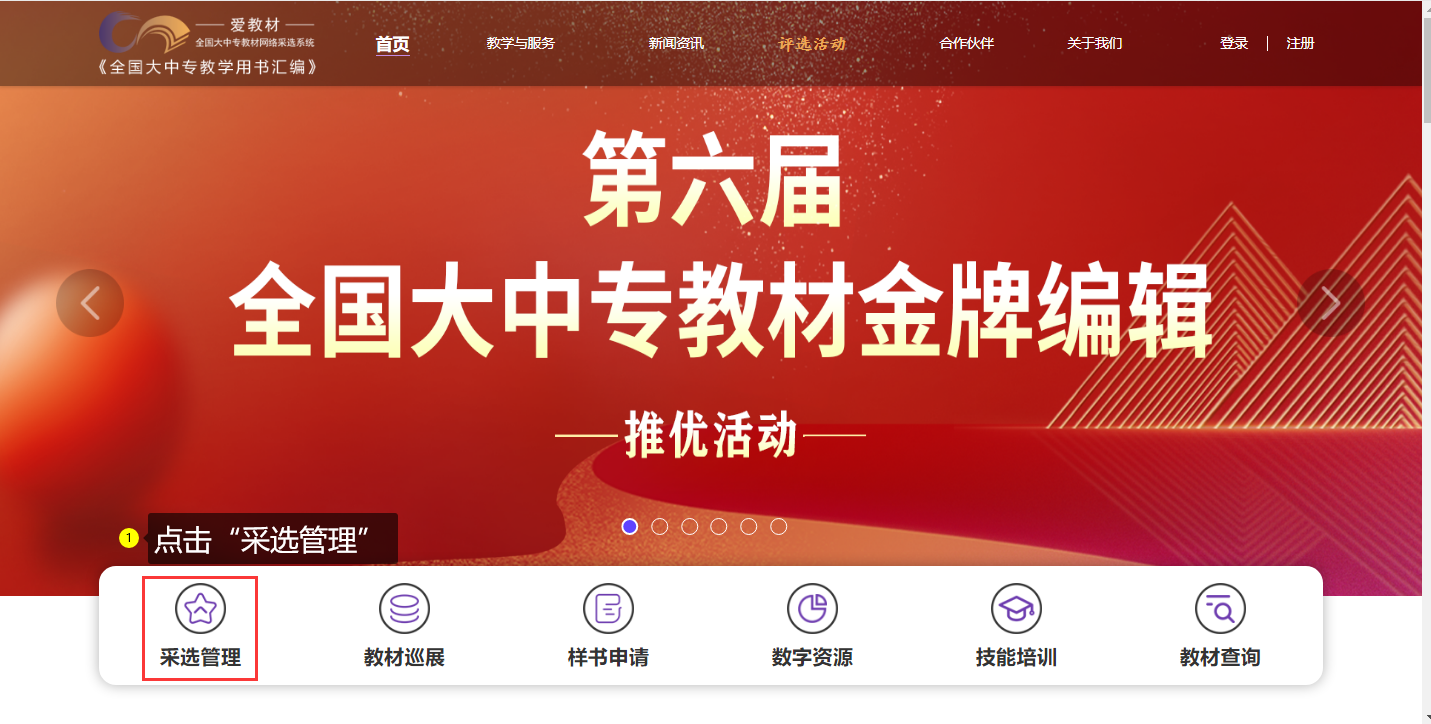 爱教材
全国大中专教材网络采选系统
《全国大中专教学用书汇编》
首页
教学与服务
新闻资讯
评选活动
合作伙伴
关于我们
登录
注册
第六届
全国大中专教材金牌编辑
推优活动
1
点击“采选管理”
采选管理
教材巡展
样书申请
数字资源
技能培训
教材查询